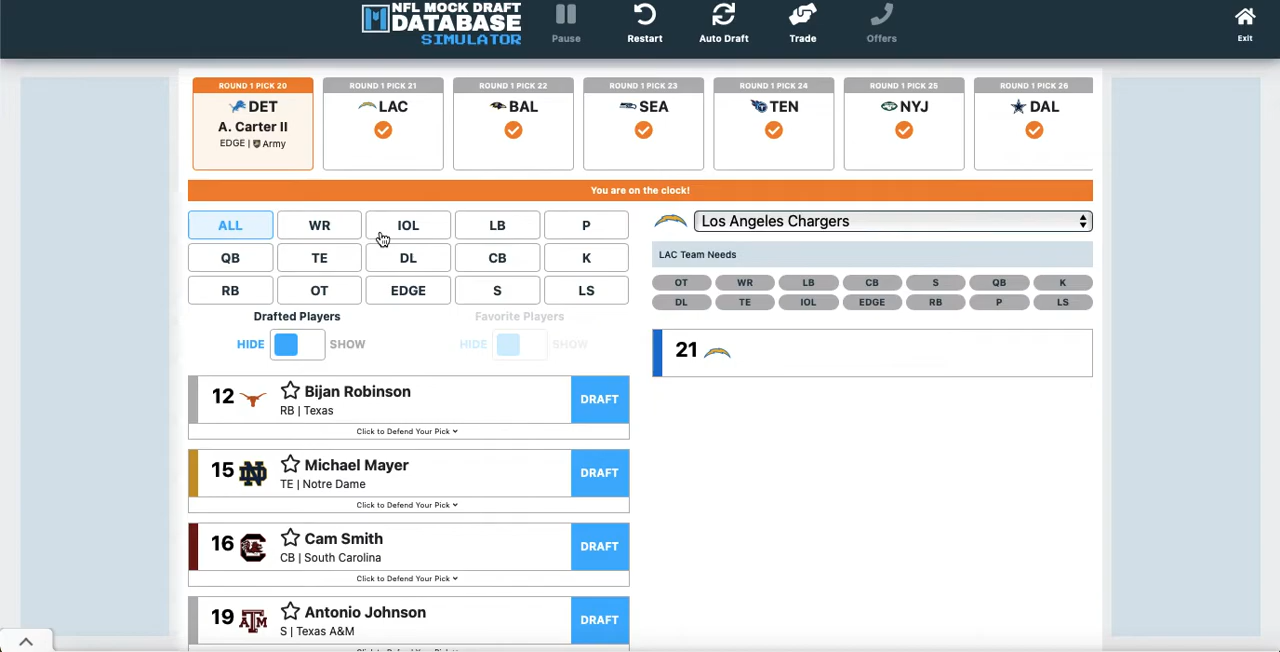 NFL MOCK DRAFT
DATABASE
SIMULATOR
Pause
Restart
Auto Draft
Trade
Offers
Exit
ROUND 1 PICK 20
DET
A. Carter II
EDGE | Army
ROUND 1 PICK 21
LAC
ROUND 1 PICK 22
BAL
ROUND 1 PICK 23
SEA
ROUND 1 PICK 24
TEN
ROUND 1 PICK 25
NYJ
ROUND 1 PICK 26
DAL
You are on the clock!
ALL WR IOL LB P
QB TE DL CB K
RB OT EDGE S LS
Drafted Players
HIDE SHOW
Favorite Players
HIDE SHOW
12 Bijan Robinson
RB | Texas
DRAFT
Click to Defend Your Pick
15 Michael Mayer
TE | Notre Dame
DRAFT
Click to Defend Your Pick
16 Cam Smith
CB | South Carolina
DRAFT
Click to Defend Your Pick
19 Antonio Johnson
S | Texas A&M
DRAFT
Click to Defend Your Pick
Los Angeles Chargers
LAC Team Needs
OT WR LB CB S QB K
DL TE IOL EDGE RB P LS
21